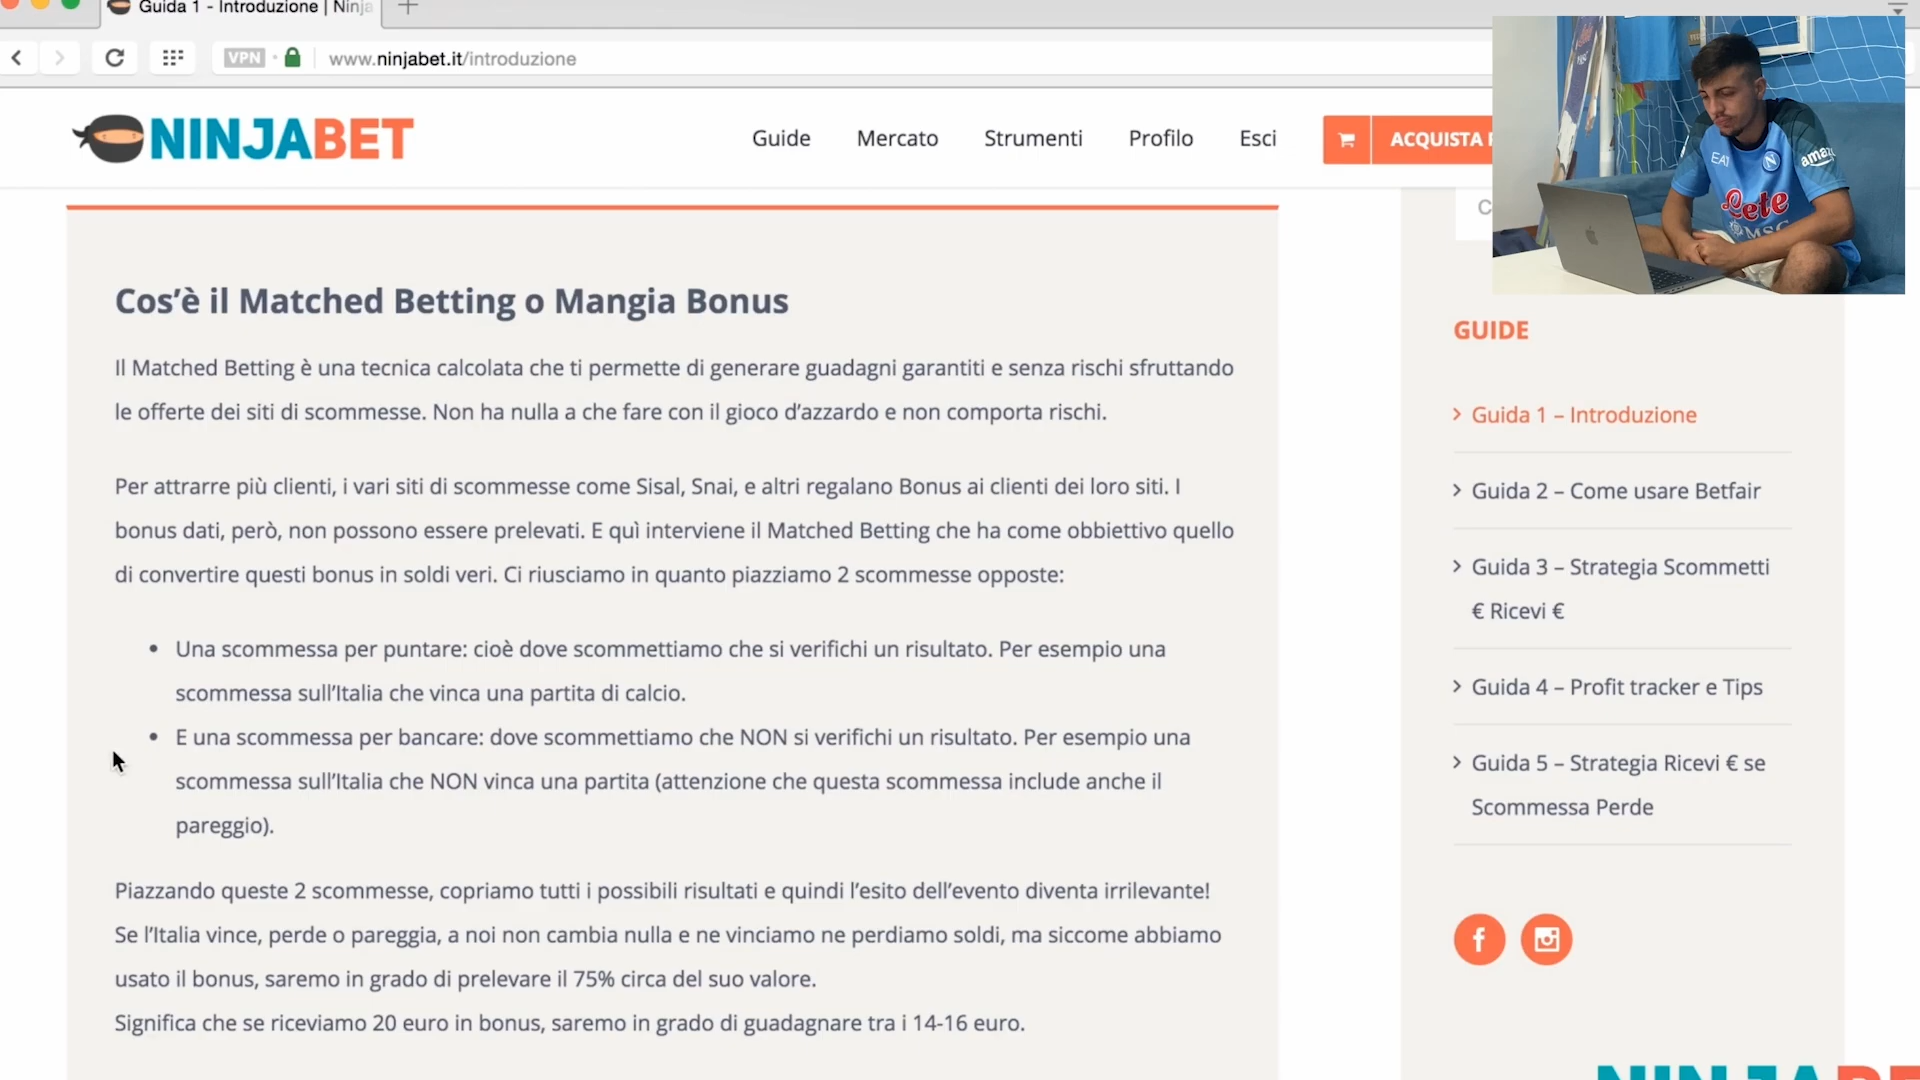 Guida 1 - Introduzione | Ninja
VPN
www.ninjabet.it/introduzione
NINJABET
Guide
Mercato
Strumenti
Profilo
Esci
ACQUISTA
EA7
amaz
Lete
MSC
Cos’è il Matched Betting o Mangia Bonus
Il Matched Betting è una tecnica calcolata che ti permette di generare guadagni garantiti e senza rischi sfruttando
le offerte dei siti di scommesse. Non ha nulla a che fare con il gioco d’azzardo e non comporta rischi.
Per attrarre più clienti, i vari siti di scommesse come Sisal, Snai, e altri regalano Bonus ai clienti dei loro siti. I
bonus dati, però, non possono essere prelevati. E quì interviene il Matched Betting che ha come obbiettivo quello
di convertire questi bonus in soldi veri. Ci riusciamo in quanto piazziamo 2 scommesse opposte:
• Una scommessa per puntare: cioè dove scommettiamo che si verifichi un risultato. Per esempio una
scommessa sull’Italia che vinca una partita di calcio.
• E una scommessa per bancare: dove scommettiamo che NON si verifichi un risultato. Per esempio una
scommessa sull’Italia che NON vinca una partita (attenzione che questa scommessa include anche il
pareggio).
Piazzando queste 2 scommesse, copriamo tutti i possibili risultati e quindi l’esito dell’evento diventa irrilevante!
Se l’Italia vince, perde o pareggia, a noi non cambia nulla e ne vinciamo ne perdiamo soldi, ma siccome abbiamo
usato il bonus, saremo in grado di prelevare il 75% circa del suo valore.
Significa che se riceviamo 20 euro in bonus, saremo in grado di guadagnare tra i 14-16 euro.
GUIDE
Guida 1 – Introduzione
Guida 2 – Come usare Betfair
Guida 3 – Strategia Scommetti
€ Ricevi €
Guida 4 – Profit tracker e Tips
Guida 5 – Strategia Ricevi € se
Scommessa Perde
NINJABE